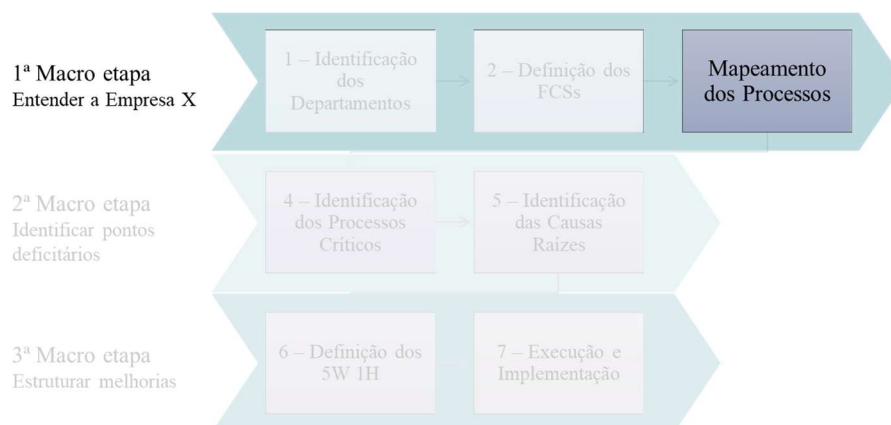 1ª Macro etapa
Entender a Empresa X
1 – Identificação
dos
Departamentos
2 – Definição dos
FCSs
Mapeamento
dos Processos
2ª Macro etapa
Identificar pontos
deficitários
4 – Identificação
dos Processos
Críticos
5 – Identificação
das Causas
Raízes
3ª Macro etapa
Estruturar melhorias
6 – Definição dos
5W 1H
7 – Execução e
Implementação